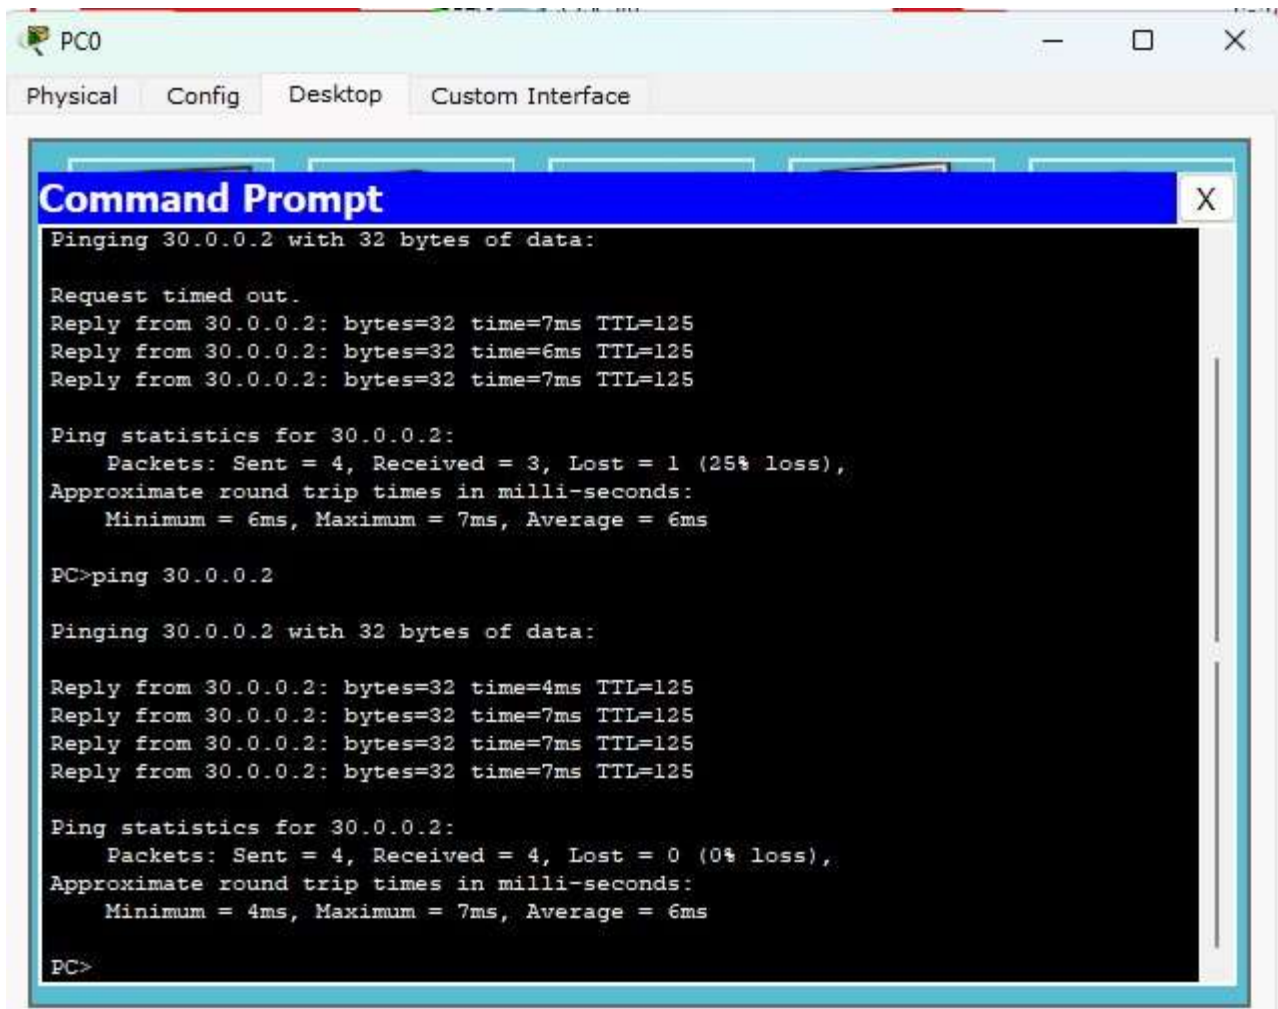 PC0
Physical Config Desktop Custom Interface
Command Prompt X
Pinging 30.0.0.2 with 32 bytes of data:
Request timed out.
Reply from 30.0.0.2: bytes=32 time=7ms TTL=125
Reply from 30.0.0.2: bytes=32 time=6ms TTL=125
Reply from 30.0.0.2: bytes=32 time=7ms TTL=125
Ping statistics for 30.0.0.2:
Packets: Sent = 4, Received = 3, Lost = 1 (25% loss),
Approximate round trip times in milli-seconds:
Minimum = 6ms, Maximum = 7ms, Average = 6ms
PC>ping 30.0.0.2
Pinging 30.0.0.2 with 32 bytes of data:
Reply from 30.0.0.2: bytes=32 time=4ms TTL=125
Reply from 30.0.0.2: bytes=32 time=7ms TTL=125
Reply from 30.0.0.2: bytes=32 time=7ms TTL=125
Reply from 30.0.0.2: bytes=32 time=7ms TTL=125
Ping statistics for 30.0.0.2:
Packets: Sent = 4, Received = 4, Lost = 0 (0% loss),
Approximate round trip times in milli-seconds:
Minimum = 4ms, Maximum = 7ms, Average = 6ms
PC>